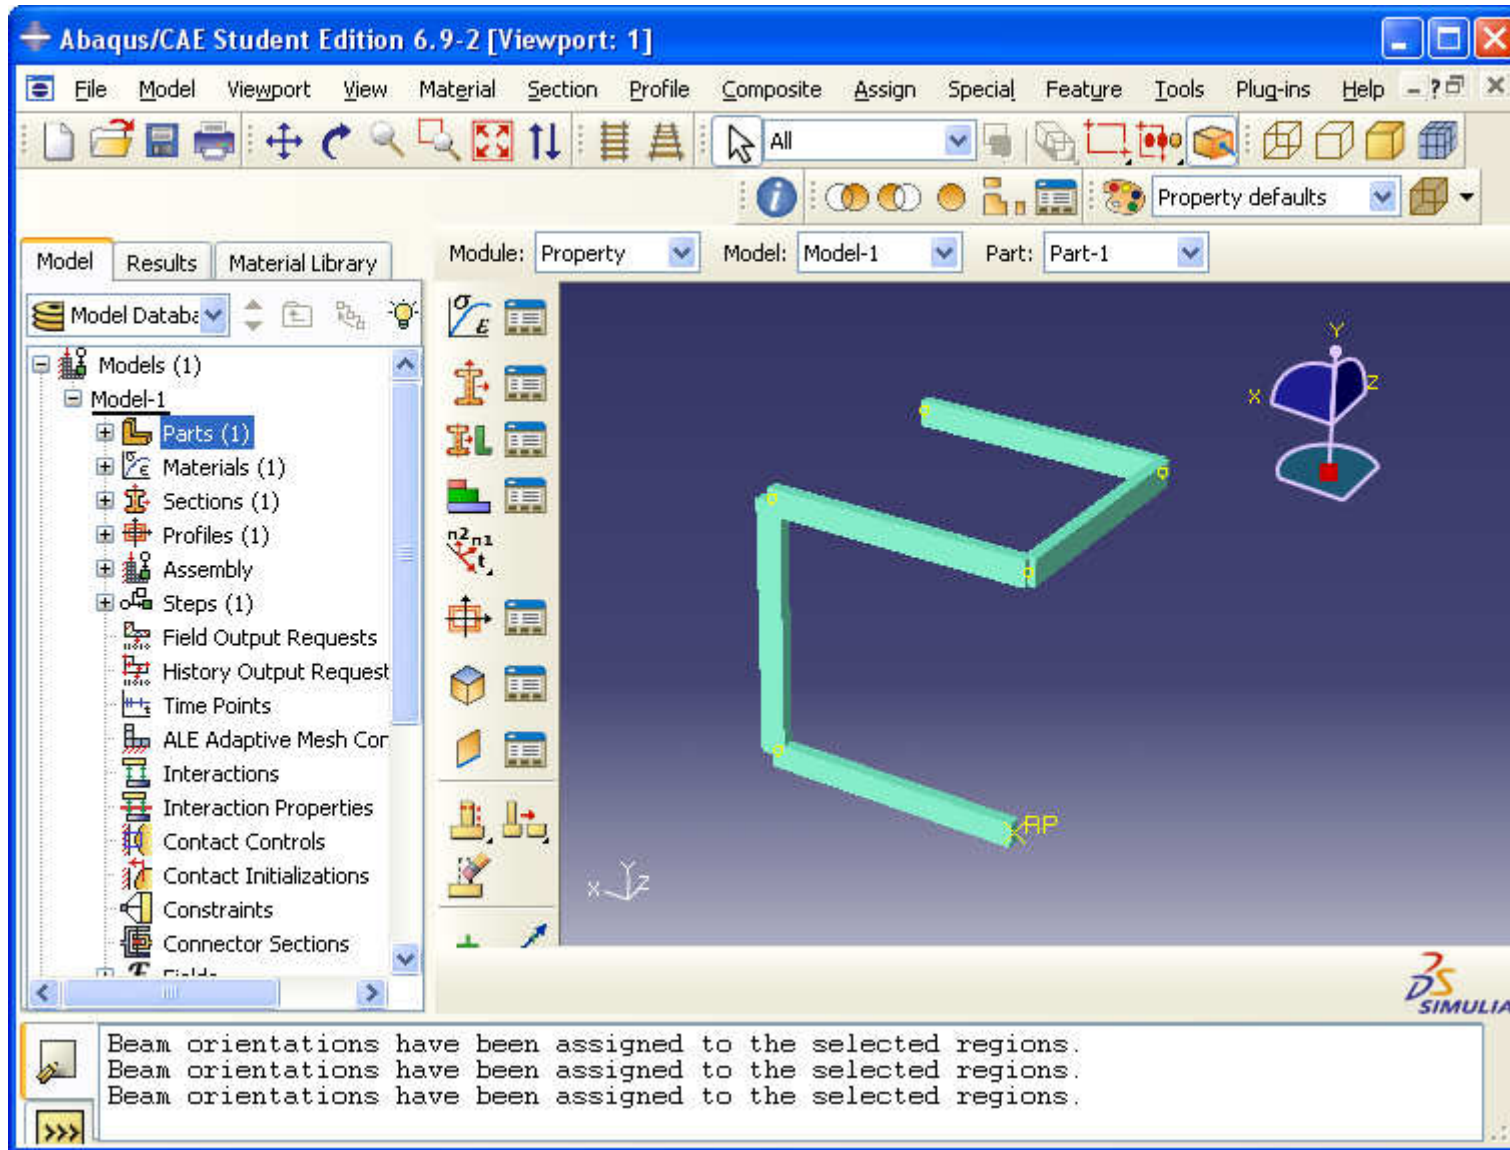 Abaqus/CAE Student Edition 6.9-2 [Viewport: 1]
File Model Viewport View Material Section Profile Composite Assign Special Feature Tools Plug-ins Help
All
Property defaults
Model Results Material Library
Module: Property Model: Model-1 Part: Part-1
Model Databa
Models (1)
Model-1
Parts (1)
Materials (1)
Sections (1)
Profiles (1)
Assembly
Steps (1)
Field Output Requests
History Output Request
Time Points
ALE Adaptive Mesh Cor
Interactions
Interaction Properties
Contact Controls
Contact Initializations
Constraints
Connector Sections
σ ε
n2 n1
t
Y
X Z
RP
Y
X Z
SIMULIA
Beam orientations have been assigned to the selected regions.
Beam orientations have been assigned to the selected regions.
Beam orientations have been assigned to the selected regions.
>>>